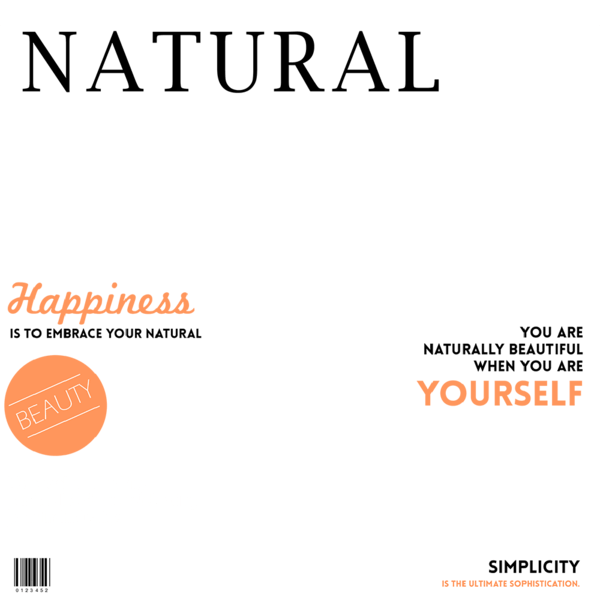 NATURAL
Happiness
IS TO EMBRACE YOUR NATURAL
BEAUTY
YOU ARE
NATURALLY BEAUTIFUL
WHEN YOU ARE
YOURSELF
0123452
SIMPLICITY
IS THE ULTIMATE SOPHISTICATION.